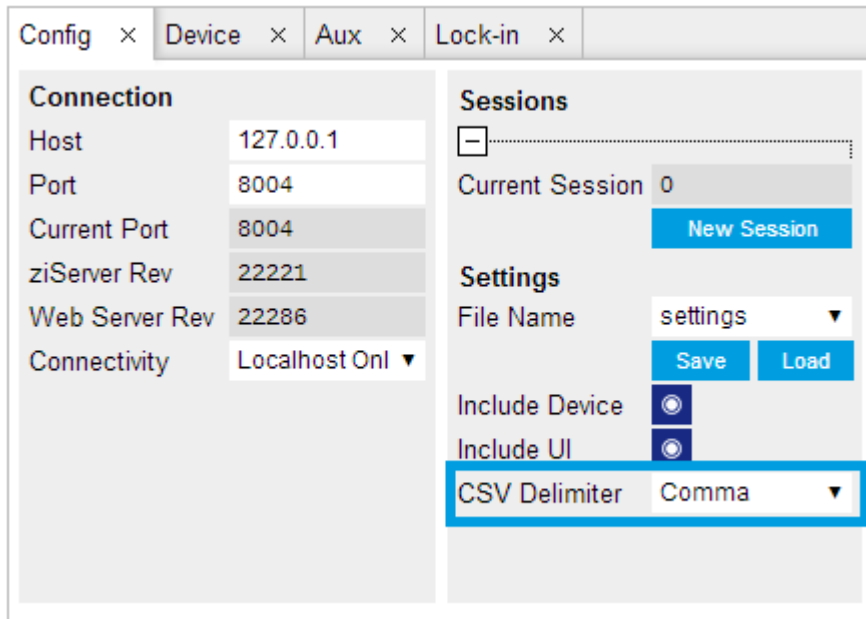 Config × Device × Aux × Lock-in ×
Connection
Host 127.0.0.1
Port 8004
Current Port 8004
ziServer Rev 22221
Web Server Rev 22286
Connectivity Localhost Onl
Sessions
Current Session 0
New Session
Settings
File Name settings
Save Load
Include Device
Include UI
CSV Delimiter Comma